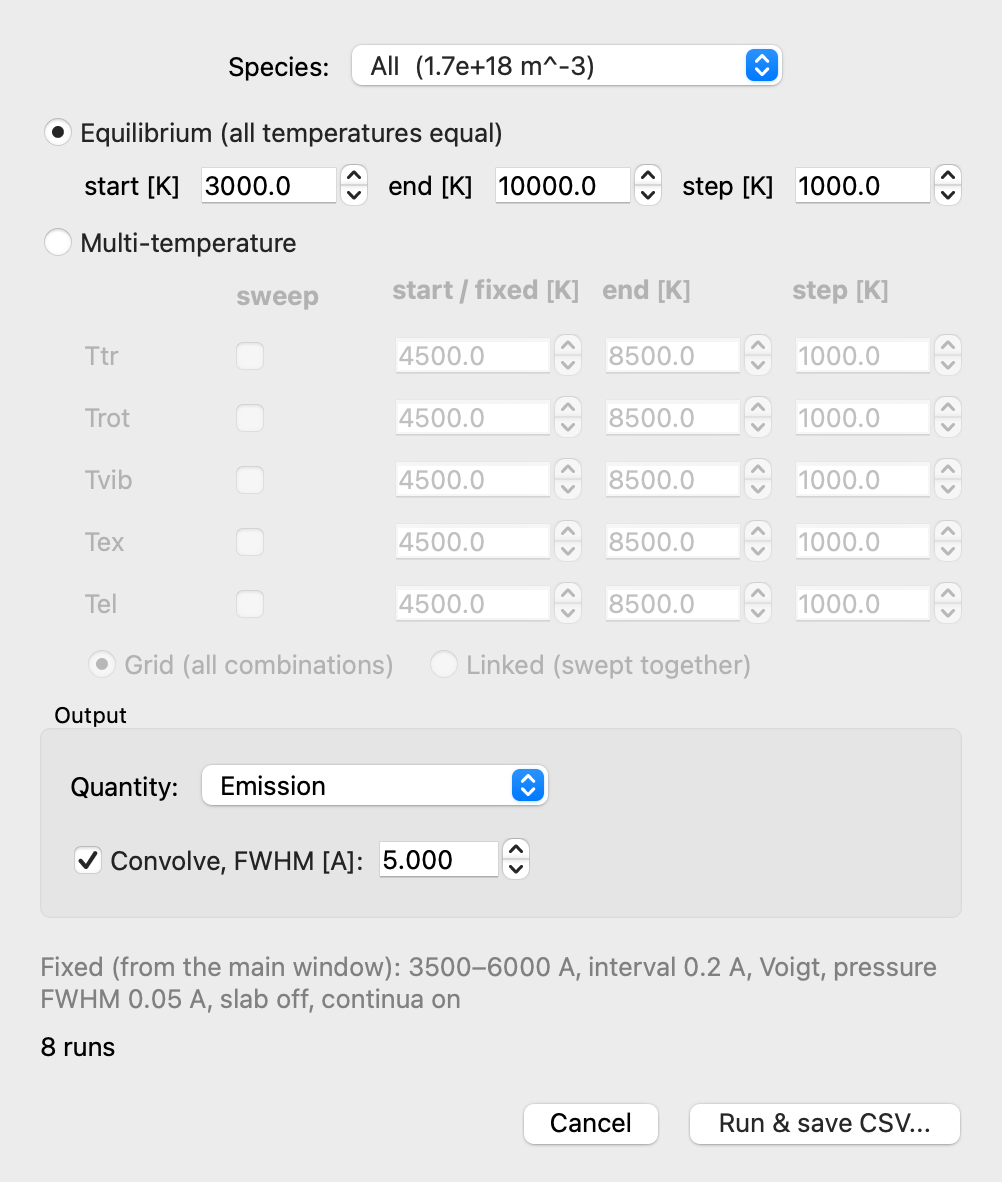 Species: All (1.7e+18 m^-3)
Equilibrium (all temperatures equal)
start [K] 3000.0 end [K] 10000.0 step [K] 1000.0
Multi-temperature
sweep start / fixed [K] end [K] step [K]
Ttr 4500.0 8500.0 1000.0
Trot 4500.0 8500.0 1000.0
Tvib 4500.0 8500.0 1000.0
Tex 4500.0 8500.0 1000.0
Tel 4500.0 8500.0 1000.0
Grid (all combinations) Linked (swept together)
Output
Quantity: Emission
Convolve, FWHM [A]: 5.000
Fixed (from the main window): 3500–6000 A, interval 0.2 A, Voigt, pressure
FWHM 0.05 A, slab off, continua on
8 runs
Cancel Run & save CSV...